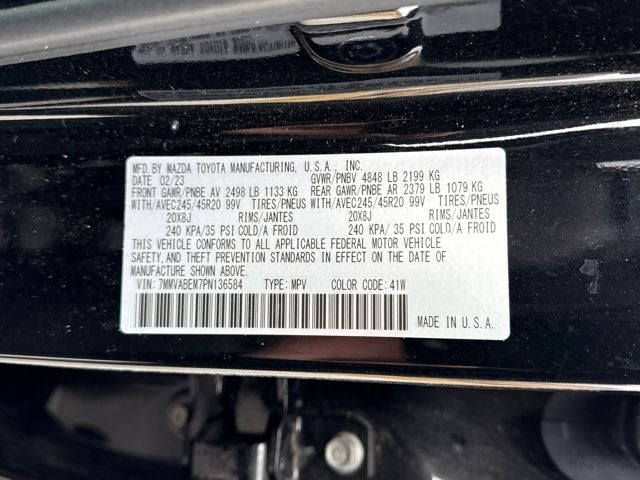 MFD. BY MAZDA TOYOTA MANUFACTURING, U.S.A., INC.
DATE 02/23 GVWR/PNBV 4848 LB 2199 KG
FRONT GAWR/PNBE AV 2498 LB 1133 KG REAR GAWR/PNBE AR 2379 LB 1079 KG
WITH/AVEC245/45R20 99V TIRES/PNEUS WITH/AVEC245/45R20 99V TIRES/PNEUS
20X8J RIMS/JANTES 20X8J RIMS/JANTES
240 KPA/35 PSI COLD/A FROID 240 KPA/35 PSI COLD/A FROID
THIS VEHICLE CONFORMS TO ALL APPLICABLE FEDERAL MOTOR VEHICLE
SAFETY, AND THEFT PREVENTION STANDARDS IN EFFECT ON THE DATE OF
MANUFACTURE SHOWN ABOVE.
VIN: 7MMVABEM7PN136584 TYPE: MPV COLOR CODE: 41W
MADE IN U.S.A.